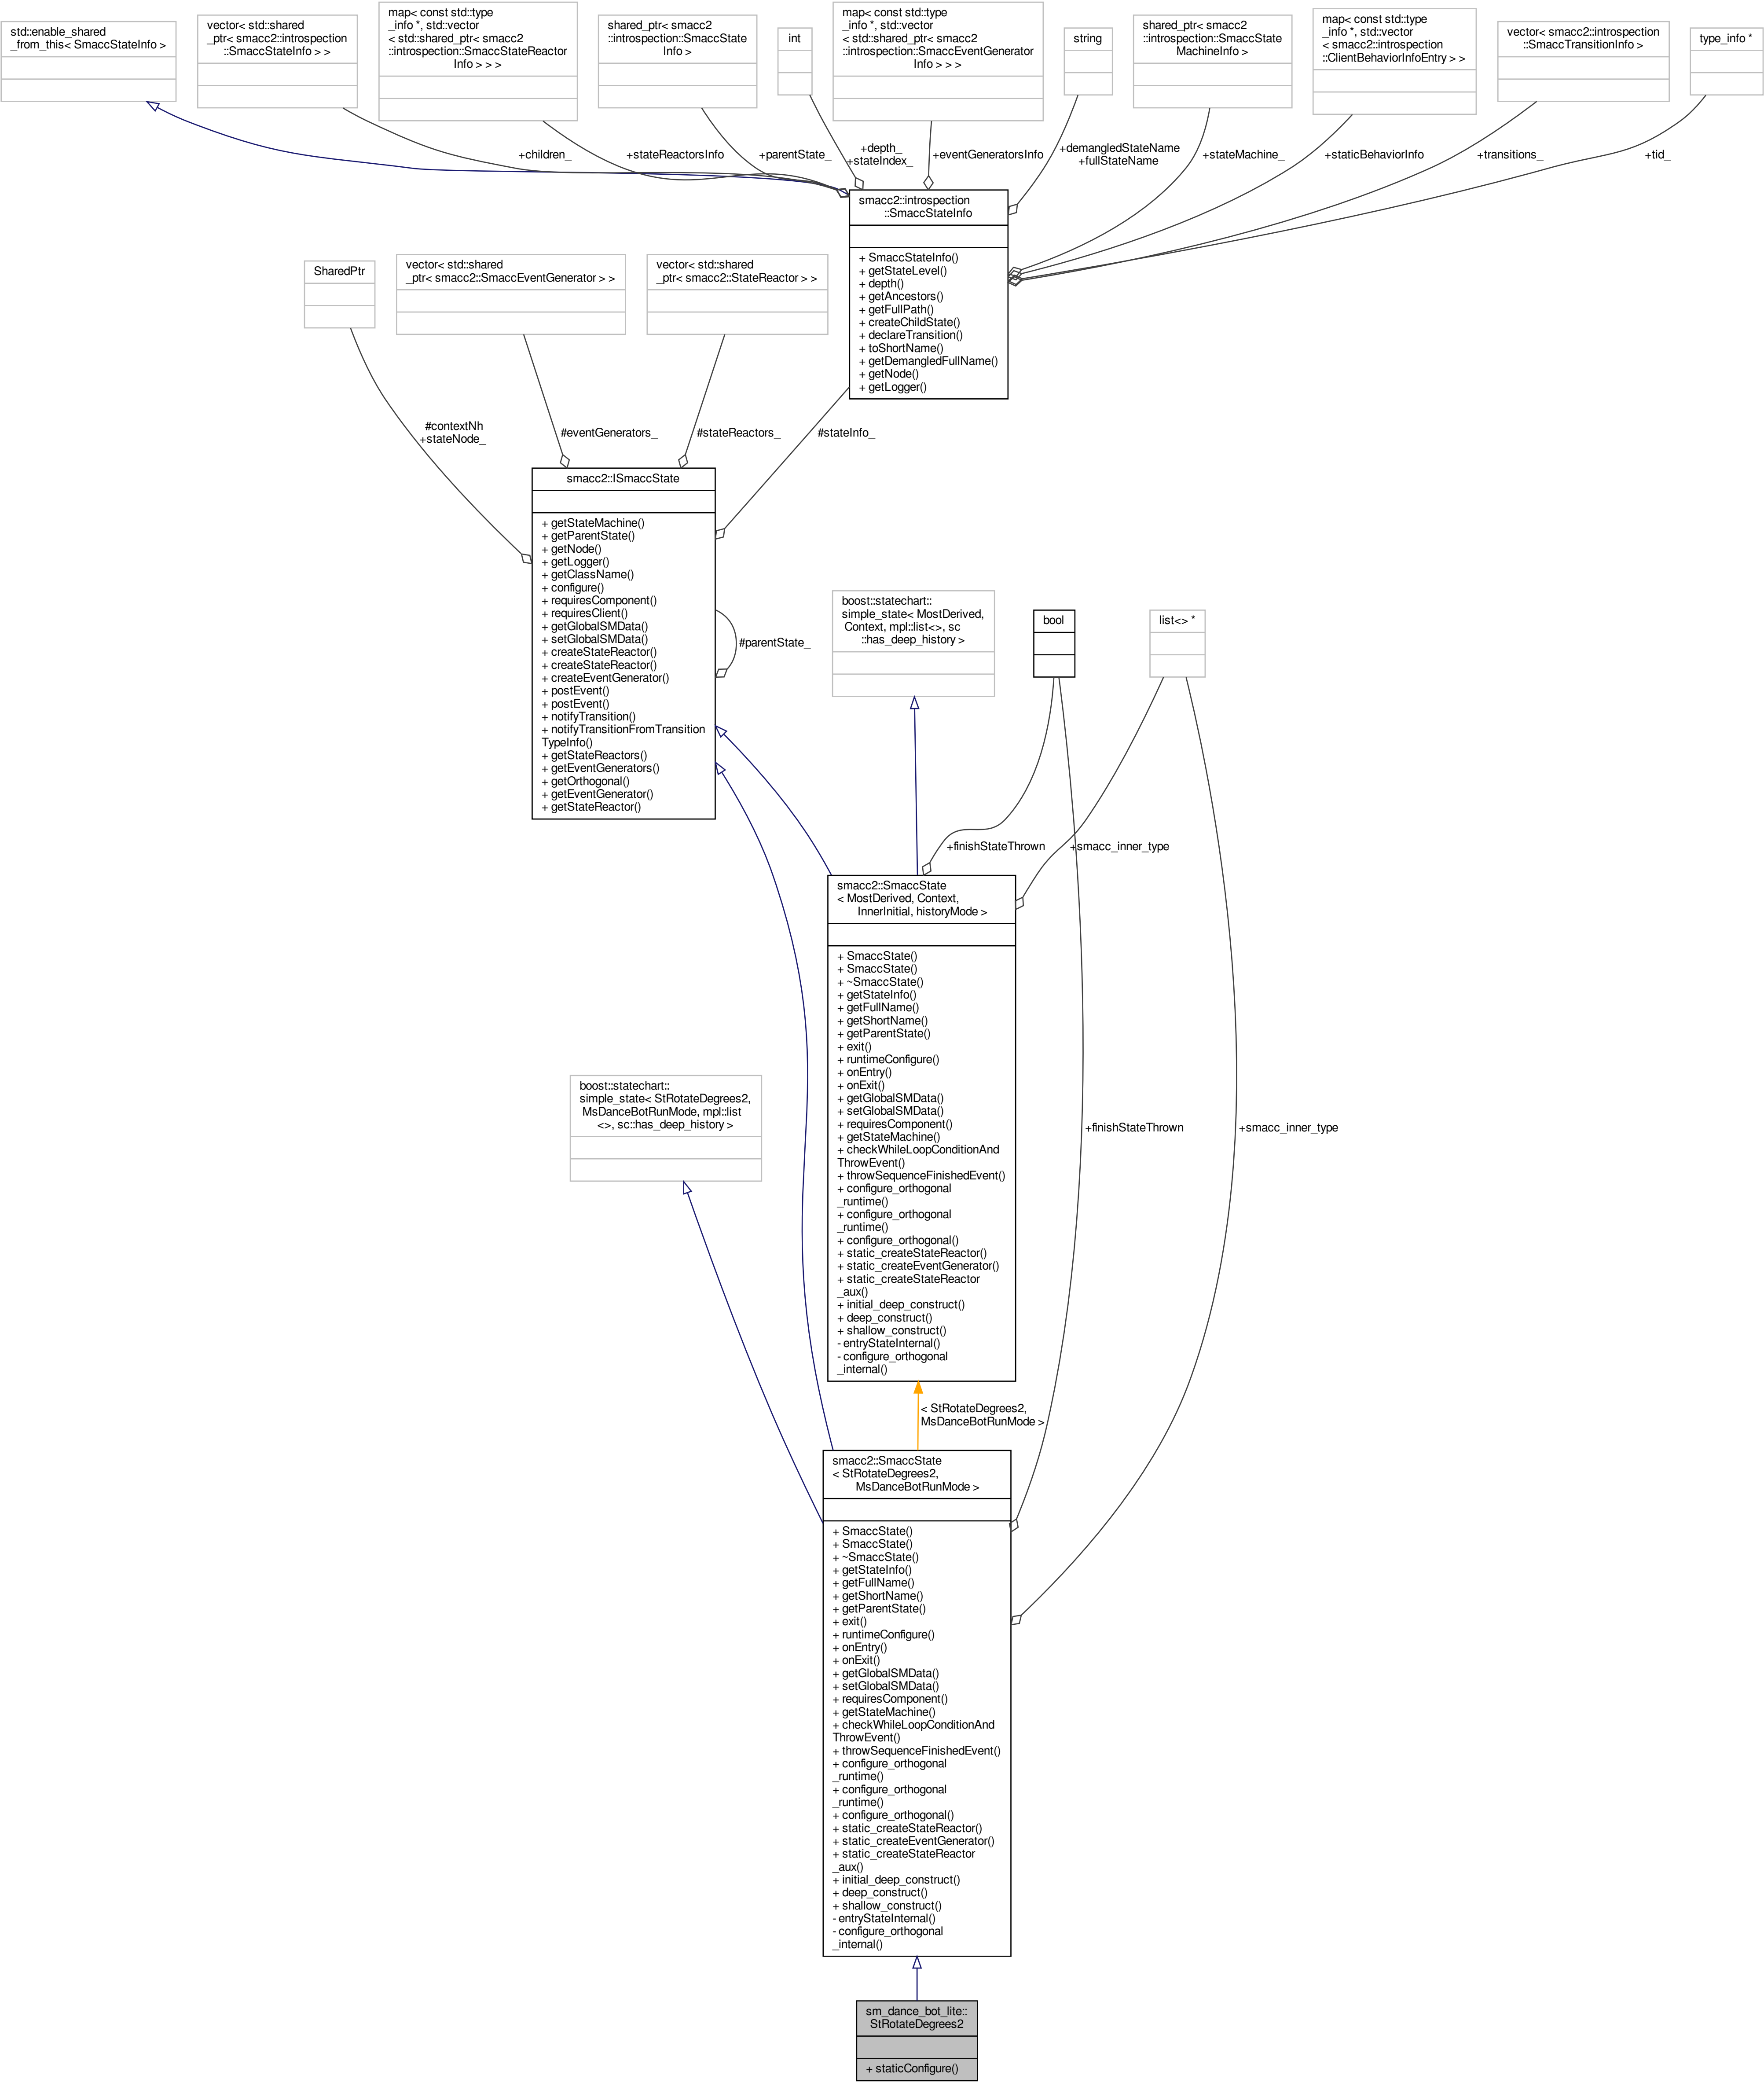 std::enable_shared
_from_this< SmaccStateInfo >
vector< std::shared
_ptr< smacc2::introspection
::SmaccStateInfo > >
map< const std::type
_info *, std::vector
< std::shared_ptr< smacc2
::introspection::SmaccStateReactor
Info > > >
shared_ptr< smacc2
::introspection::SmaccState
Info >
int
map< const std::type
_info *, std::vector
< std::shared_ptr< smacc2
::introspection::SmaccEventGenerator
Info > > >
string
shared_ptr< smacc2
::introspection::SmaccState
MachineInfo >
map< const std::type
_info *, std::vector
< smacc2::introspection
::ClientBehaviorInfoEntry > >
vector< smacc2::introspection
::SmaccTransitionInfo >
type_info *
+children_
+stateReactorsInfo
+parentState_
+depth_
+stateIndex_
+eventGeneratorsInfo
+demangledStateName
+fullStateName
+stateMachine_
+staticBehaviorInfo
+transitions_
+tid_
smacc2::introspection
::SmaccStateInfo
+ SmaccStateInfo()
+ getStateLevel()
+ depth()
+ getAncestors()
+ getFullPath()
+ createChildState()
+ declareTransition()
+ toShortName()
+ getDemangledFullName()
+ getNode()
+ getLogger()
SharedPtr
vector< std::shared
_ptr< smacc2::SmaccEventGenerator > >
vector< std::shared
_ptr< smacc2::StateReactor > >
#contextNh
+stateNode_
#eventGenerators_
#stateReactors_
#stateInfo_
smacc2::ISmaccState
+ getStateMachine()
+ getParentState()
+ getNode()
+ getLogger()
+ getClassName()
+ configure()
+ requiresComponent()
+ requiresClient()
+ getGlobalSMData()
+ setGlobalSMData()
+ createStateReactor()
+ createStateReactor()
+ createEventGenerator()
+ postEvent()
+ postEvent()
+ notifyTransition()
+ notifyTransitionFromTransition
TypeInfo()
+ getStateReactors()
+ getEventGenerators()
+ getOrthogonal()
+ getEventGenerator()
+ getStateReactor()
#parentState_
boost::statechart::
simple_state< MostDerived,
Context, mpl::list<>, sc
::has_deep_history >
bool
list<> *
+finishStateThrown
+smacc_inner_type
smacc2::SmaccState
< MostDerived, Context,
InnerInitial, historyMode >
+ SmaccState()
+ SmaccState()
+ ~SmaccState()
+ getStateInfo()
+ getFullName()
+ getShortName()
+ getParentState()
+ exit()
+ runtimeConfigure()
+ onEntry()
+ onExit()
+ getGlobalSMData()
+ setGlobalSMData()
+ requiresComponent()
+ getStateMachine()
+ checkWhileLoopConditionAnd
ThrowEvent()
+ throwSequenceFinishedEvent()
+ configure_orthogonal
_runtime()
+ configure_orthogonal
_runtime()
+ configure_orthogonal()
+ static_createStateReactor()
+ static_createEventGenerator()
+ static_createStateReactor
_aux()
+ initial_deep_construct()
+ deep_construct()
+ shallow_construct()
- entryStateInternal()
- configure_orthogonal
_internal()
boost::statechart::
simple_state< StRotateDegrees2,
MsDanceBotRunMode, mpl::list
<>, sc::has_deep_history >
+finishStateThrown
+smacc_inner_type
< StRotateDegrees2,
MsDanceBotRunMode >
smacc2::SmaccState
< StRotateDegrees2,
MsDanceBotRunMode >
+ SmaccState()
+ SmaccState()
+ ~SmaccState()
+ getStateInfo()
+ getFullName()
+ getShortName()
+ getParentState()
+ exit()
+ runtimeConfigure()
+ onEntry()
+ onExit()
+ getGlobalSMData()
+ setGlobalSMData()
+ requiresComponent()
+ getStateMachine()
+ checkWhileLoopConditionAnd
ThrowEvent()
+ throwSequenceFinishedEvent()
+ configure_orthogonal
_runtime()
+ configure_orthogonal
_runtime()
+ configure_orthogonal()
+ static_createStateReactor()
+ static_createEventGenerator()
+ static_createStateReactor
_aux()
+ initial_deep_construct()
+ deep_construct()
+ shallow_construct()
- entryStateInternal()
- configure_orthogonal
_internal()
sm_dance_bot_lite::
StRotateDegrees2
+ staticConfigure()